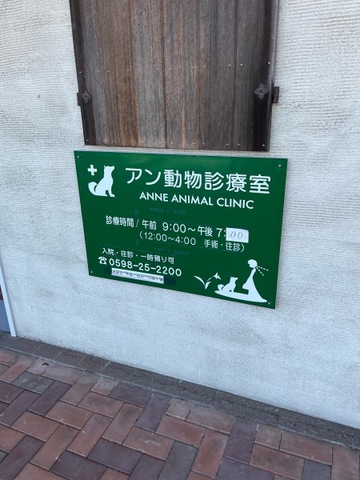 アン動物診療室
ANNE ANIMAL CLINIC
診療時間/午前 9:00〜午後 7:00
(12:00〜4:00 手術・往診)
入院・往診・一時預り可
☎0598-25-2200